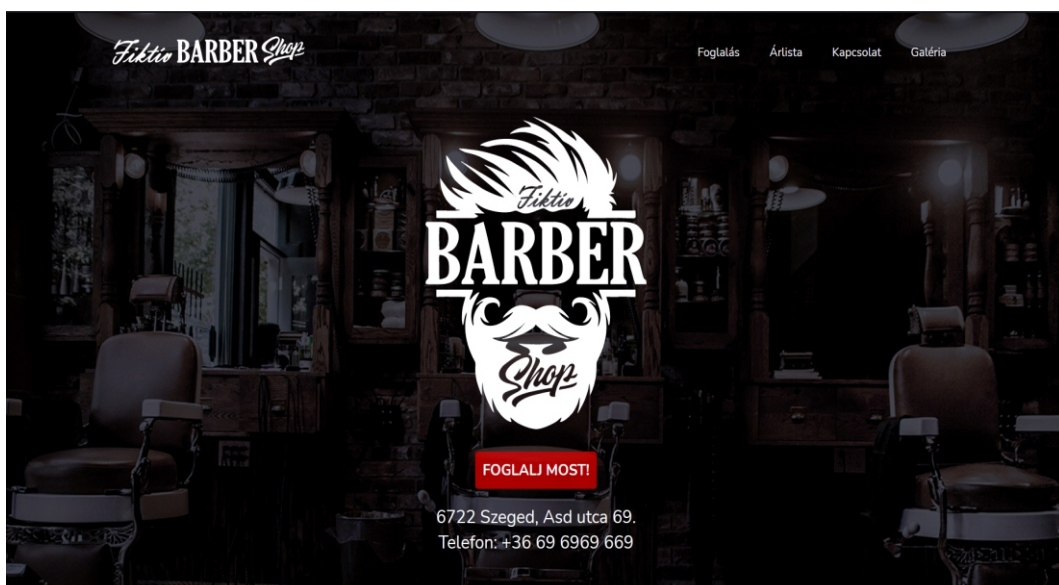 Fiktív BARBER Shop
Foglalás Árlista Kapcsolat Galéria
Fiktív
BARBER
Shop
FOGLALJ MOST!
6722 Szeged, Asd utca 69.
Telefon: +36 69 6969 669